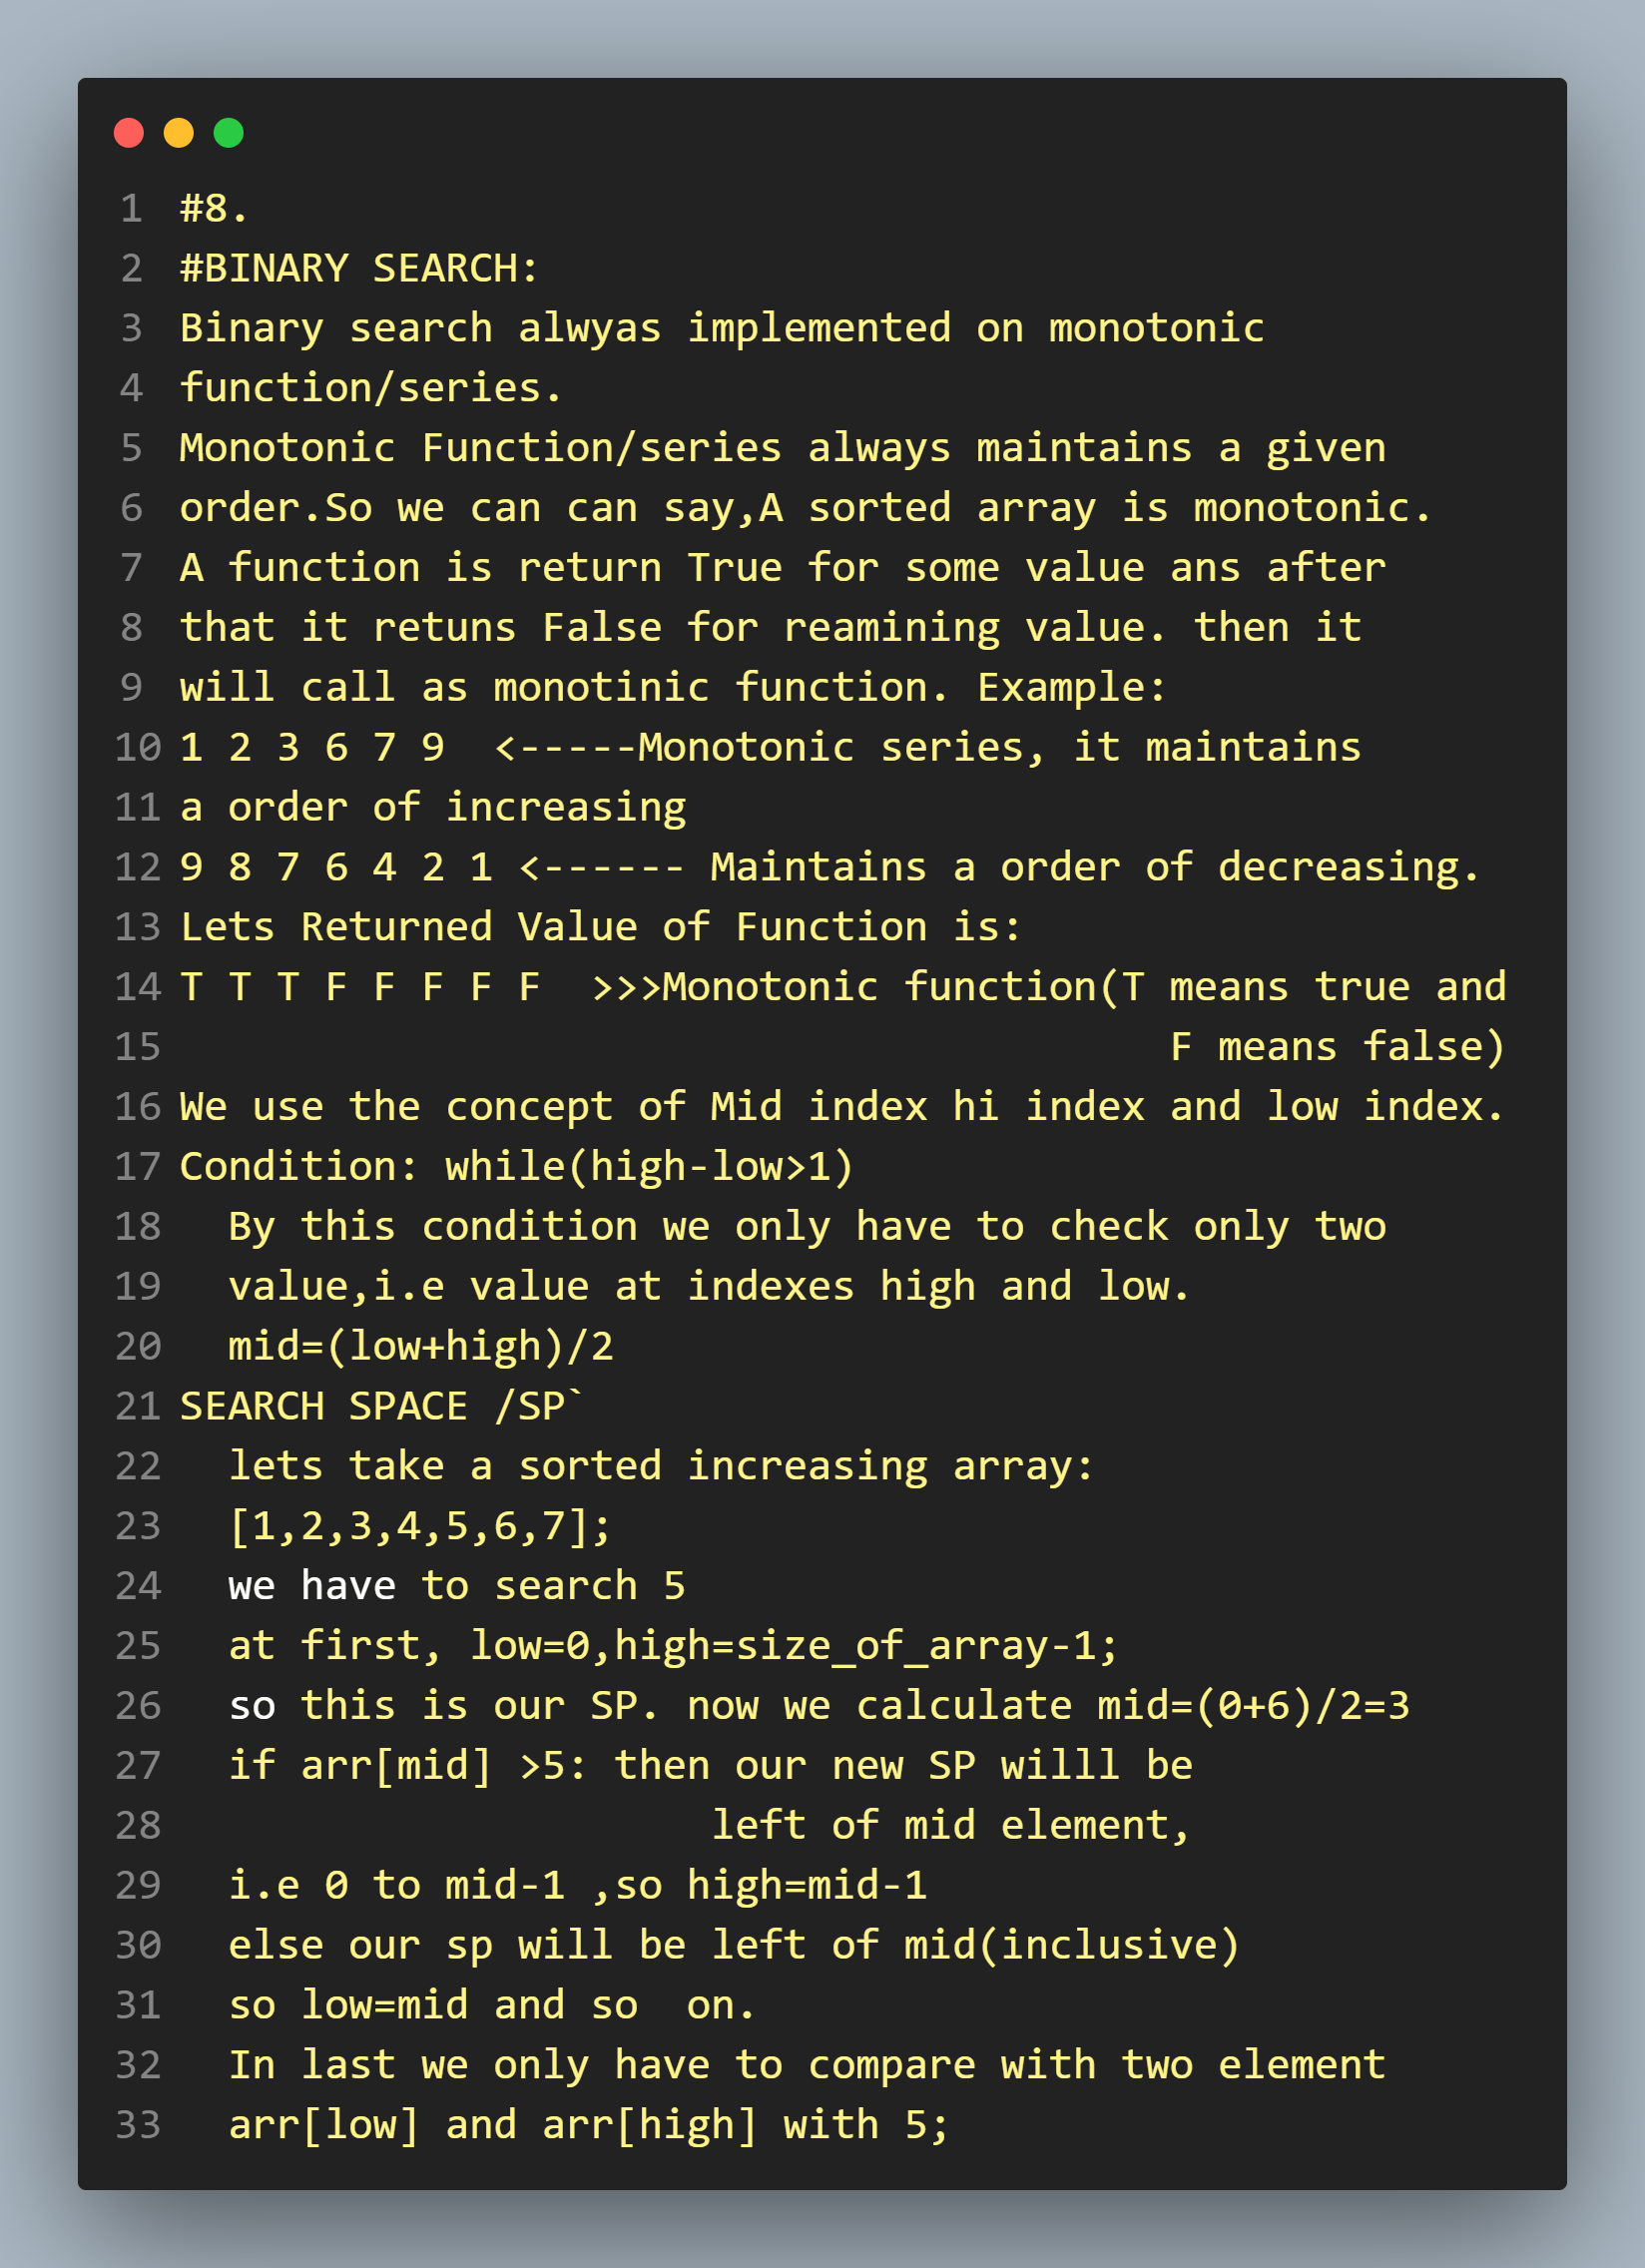 1 #8.
2 #BINARY SEARCH:
3 Binary search alwyas implemented on monotonic
4 function/series.
5 Monotonic Function/series always maintains a given
6 order.So we can can say,A sorted array is monotonic.
7 A function is return True for some value ans after
8 that it retuns False for reamining value. then it
9 will call as monotinic function. Example:
10 1 2 3 6 7 9  <-----Monotonic series, it maintains
11 a order of increasing
12 9 8 7 6 4 2 1 <------ Maintains a order of decreasing.
13 Lets Returned Value of Function is:
14 T T T F F F F F  >>>Monotonic function(T means true and
15                                          F means false)
16 We use the concept of Mid index hi index and low index.
17 Condition: while(high-low>1)
18   By this condition we only have to check only two
19   value,i.e value at indexes high and low.
20   mid=(low+high)/2
21 SEARCH SPACE /SP`
22   lets take a sorted increasing array:
23   [1,2,3,4,5,6,7];
24   we have to search 5
25   at first, low=0,high=size_of_array-1;
26   so this is our SP. now we calculate mid=(0+6)/2=3
27   if arr[mid] >5: then our new SP willl be
28                       left of mid element,
29   i.e 0 to mid-1 ,so high=mid-1
30   else our sp will be left of mid(inclusive)
31   so low=mid and so  on.
32   In last we only have to compare with two element
33   arr[low] and arr[high] with 5;